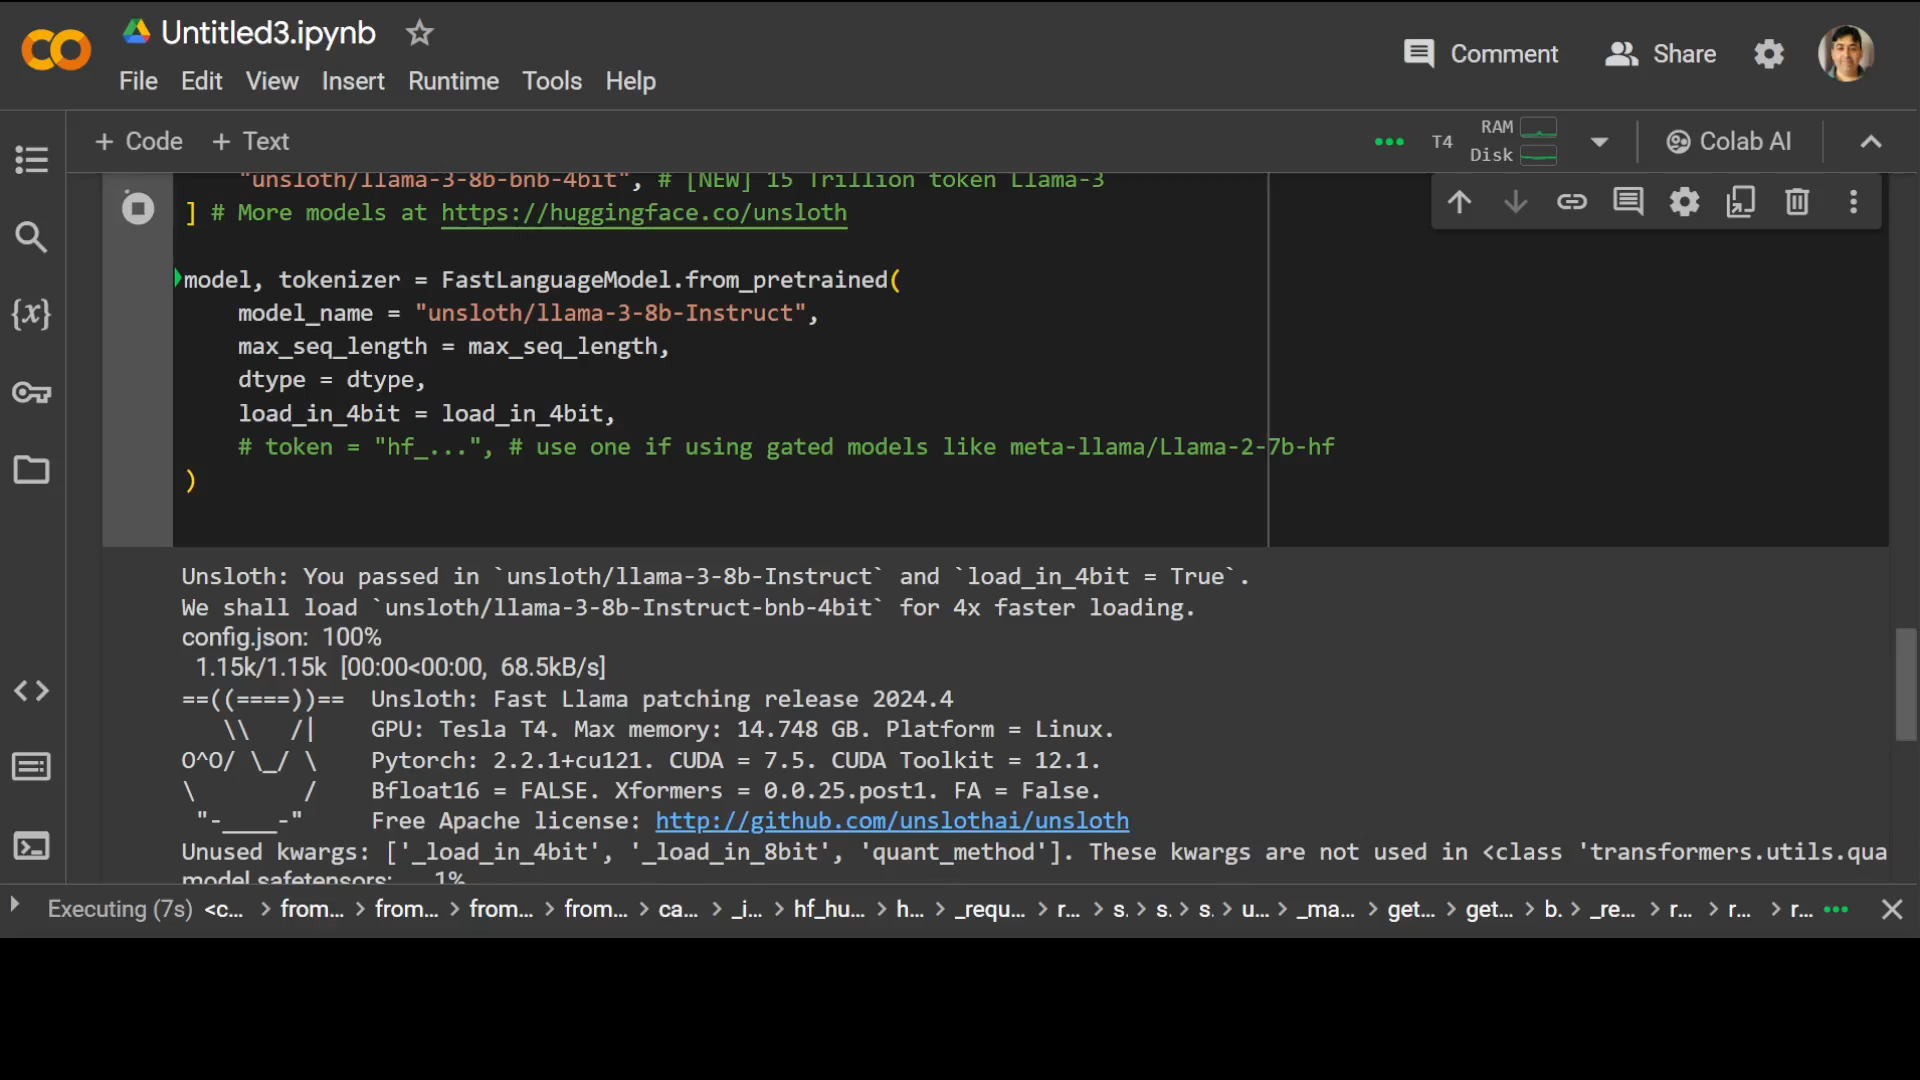 Untitled3.ipynb
Comment
Share
File Edit View Insert Runtime Tools Help
+ Code + Text
T4
RAM
Disk
Colab AI
"unsloth/llama-3-8b-bnb-4bit", # [NEW] 15 Trillion token Llama-3
] # More models at https://huggingface.co/unsloth
model, tokenizer = FastLanguageModel.from_pretrained(
model_name = "unsloth/llama-3-8b-Instruct",
max_seq_length = max_seq_length,
dtype = dtype,
load_in_4bit = load_in_4bit,
# token = "hf_...", # use one if using gated models like meta-llama/Llama-2-7b-hf
)
Unsloth: You passed in `unsloth/llama-3-8b-Instruct` and `load_in_4bit = True`.
We shall load `unsloth/llama-3-8b-Instruct-bnb-4bit` for 4x faster loading.
config.json: 100%
1.15k/1.15k [00:00<00:00, 68.5kB/s]
==((====))== Unsloth: Fast Llama patching release 2024.4
\\ /| GPU: Tesla T4. Max memory: 14.748 GB. Platform = Linux.
O^O/ \_/ \ Pytorch: 2.2.1+cu121. CUDA = 7.5. CUDA Toolkit = 12.1.
\ / Bfloat16 = FALSE. Xformers = 0.0.25.post1. FA = False.
"-____-" Free Apache license: http://github.com/unslothai/unsloth
Unused kwargs: ['_load_in_4bit', '_load_in_8bit', 'quant_method']. These kwargs are not used in <class 'transformers.utils.qua
model.safetensors: 1%
Executing (7s) <c... > from... > from... > from... > from... > ca... > _i... > hf_hu... > h... > _requ... > r... > s. > s. > s. > u... > _ma... > get... > get... > b. > _re... > r... > r... > r...